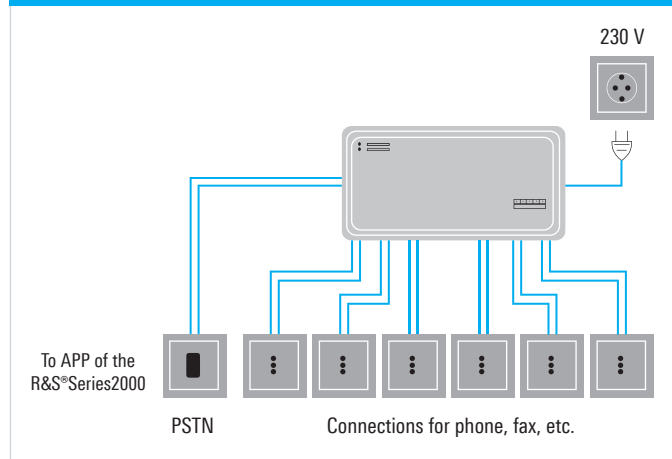 230 V
To APP of the
R&S®Series2000
PSTN
Connections for phone, fax, etc.